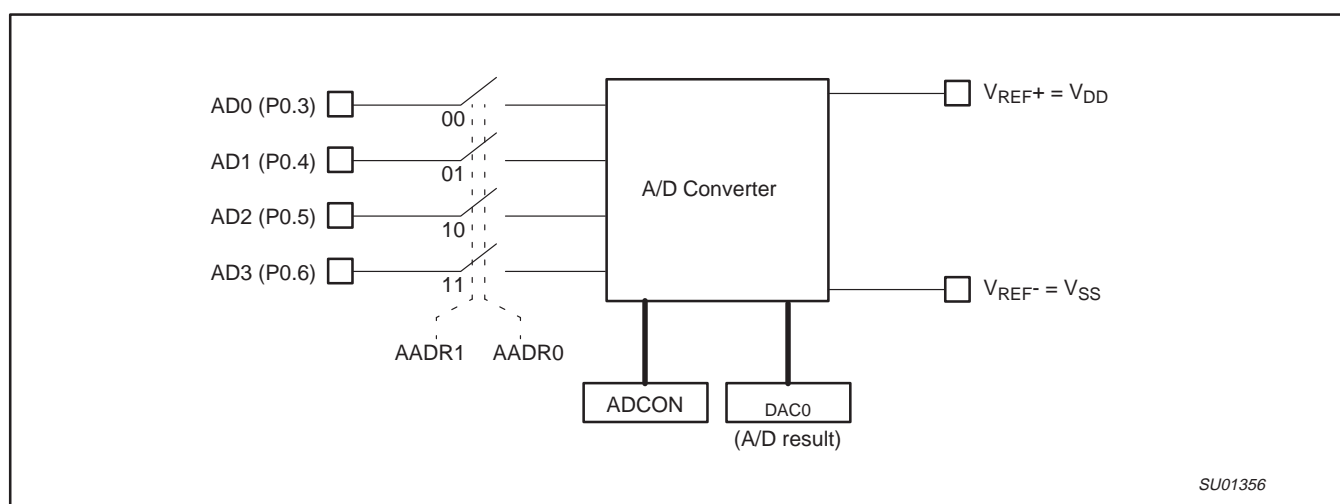 AD0 (P0.3)
00
AD1 (P0.4)
01
AD2 (P0.5)
10
AD3 (P0.6)
11
AADR1 AADR0
A/D Converter
VREF+ = VDD
VREF- = VSS
ADCON
DAC0
(A/D result)
SU01356